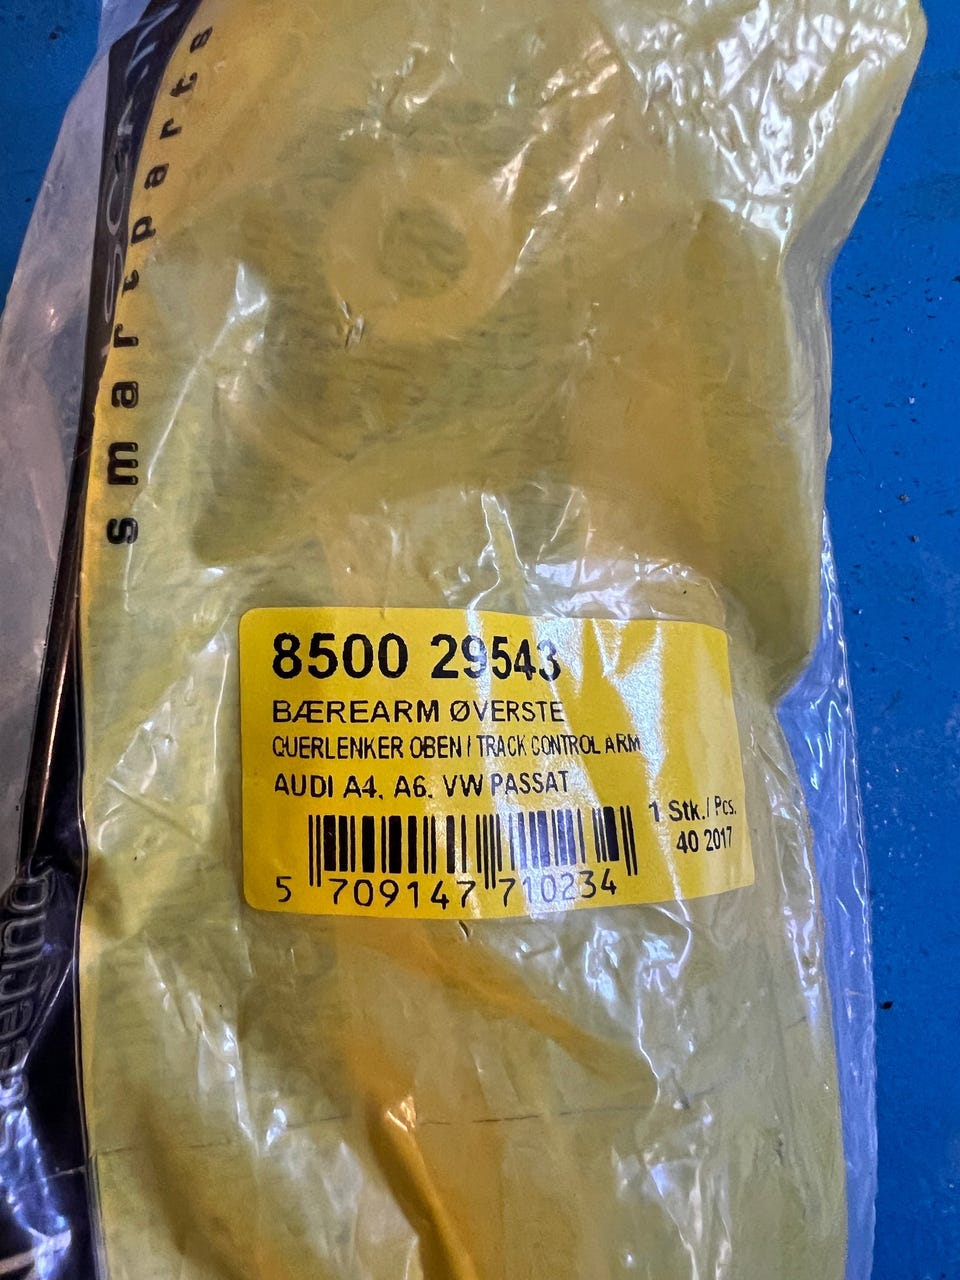 smartparts
8500 29543
BÆREARM ØVERSTE
QUERLENKER OBEN / TRACK CONTROL ARM
AUDI A4, A6, VW PASSAT
1 Stk./ Pcs.
40 2017
5 709147 710234